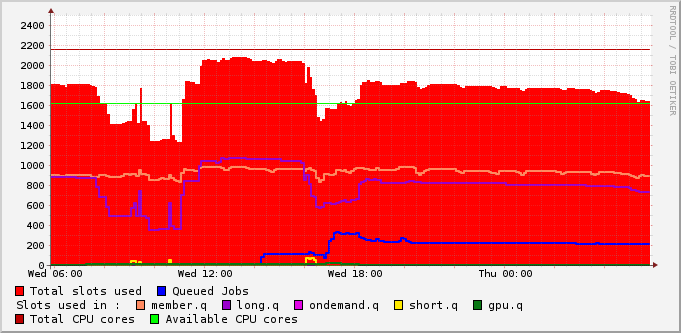 RRDTOOL / TOBI OETIKER
2400
2200
2000
1800
1600
1400
1200
1000
800
600
400
200
0
Wed 06:00 Wed 12:00 Wed 18:00 Thu 00:00
Total slots used Queued Jobs
Slots used in : member.q long.q ondemand.q short.q gpu.q
Total CPU cores Available CPU cores